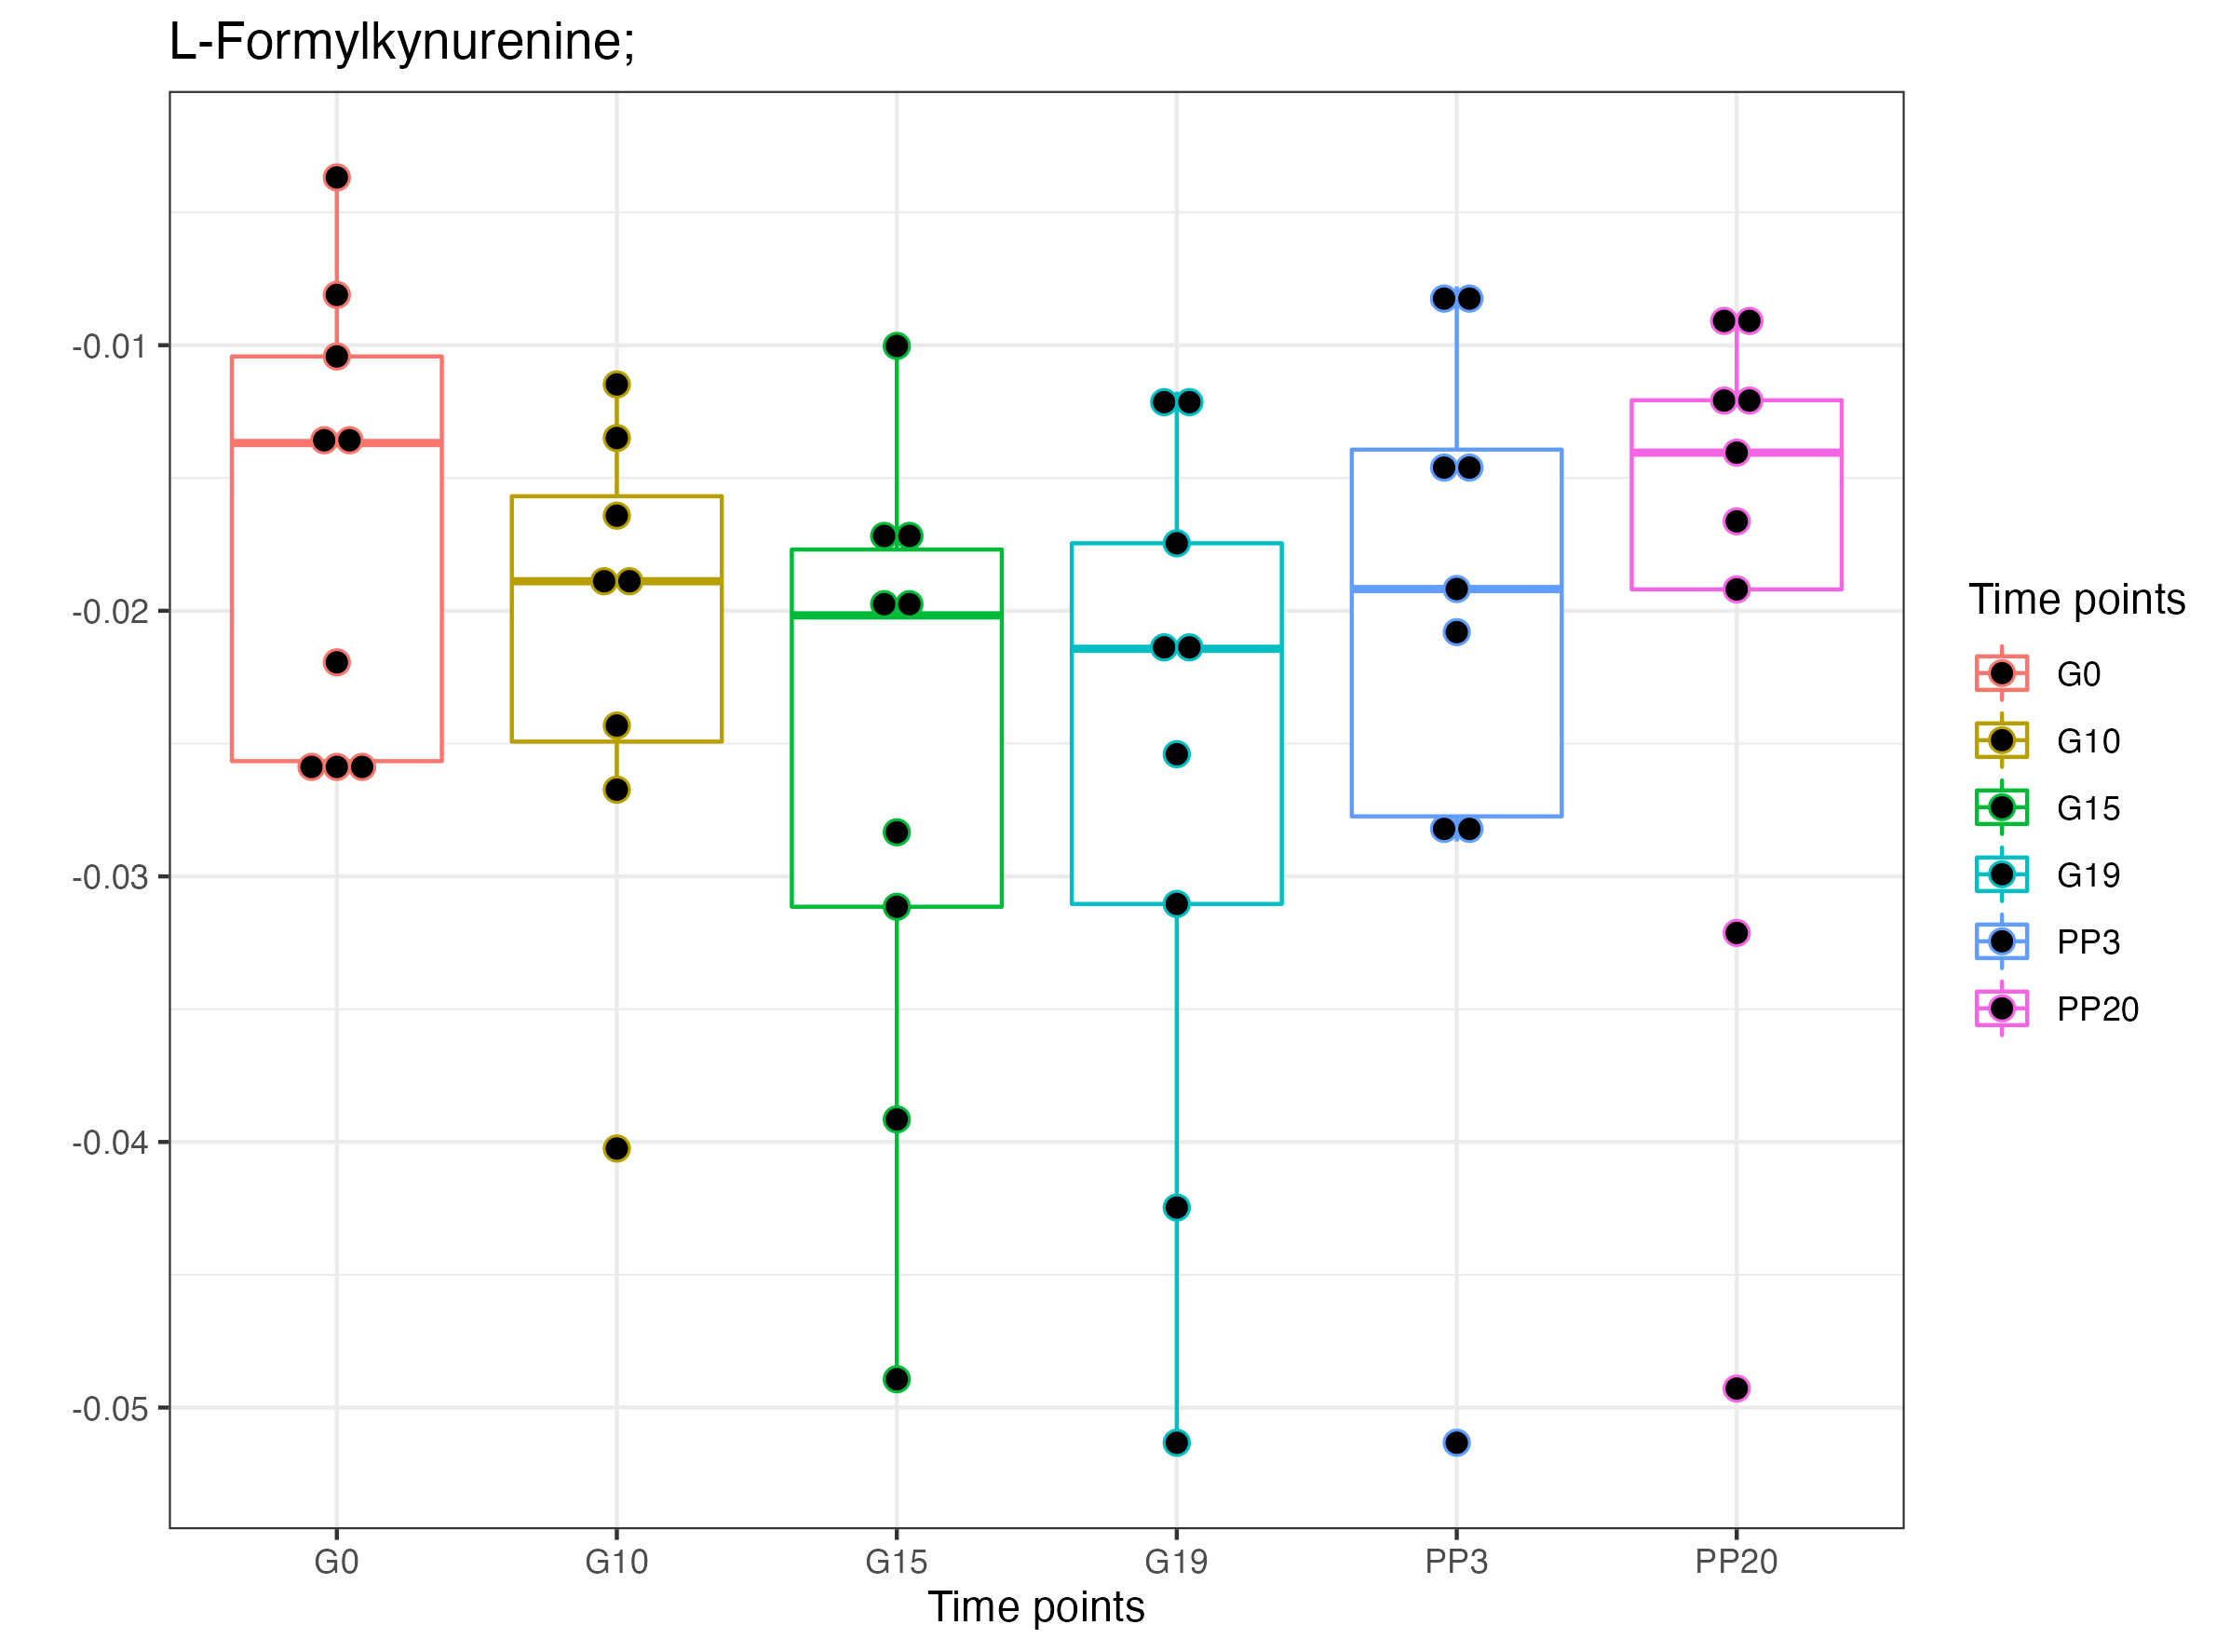 L-Formylkynurenine;
-0.01
-0.02
-0.03
-0.04
-0.05
G0 G10 G15 G19 PP3 PP20
Time points
Time points
G0
G10
G15
G19
PP3
PP20